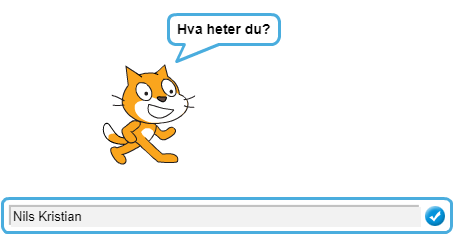 Hva heter du?
Nils Kristian